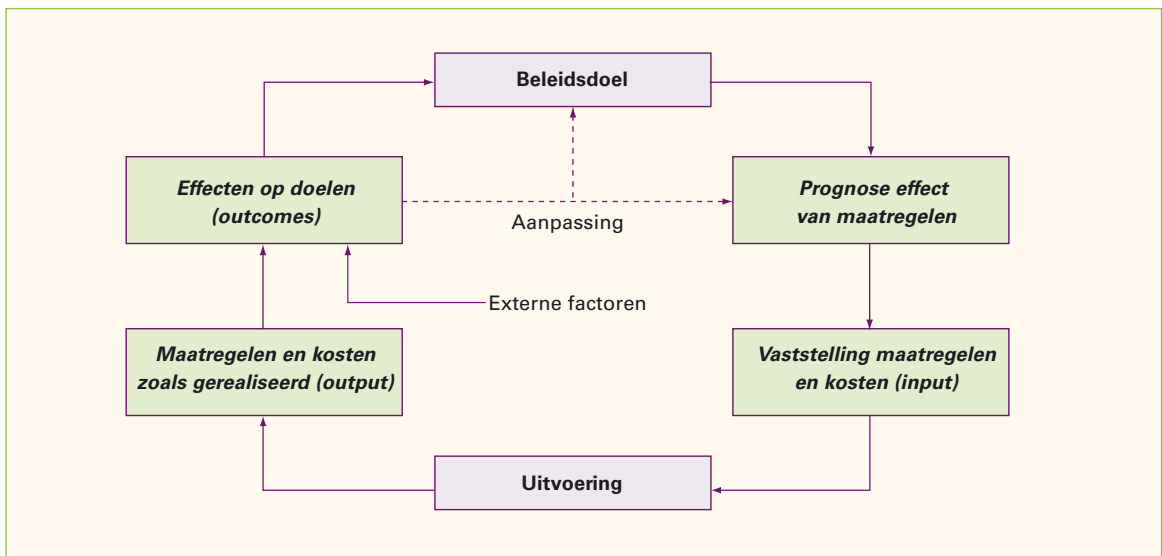 Beleidsdoel
Effecten op doelen
(outcomes)
Prognose effect
van maatregelen
Aanpassing
Externe factoren
Maatregelen en kosten
zoals gerealiseerd (output)
Vaststelling maatregelen
en kosten (input)
Uitvoering